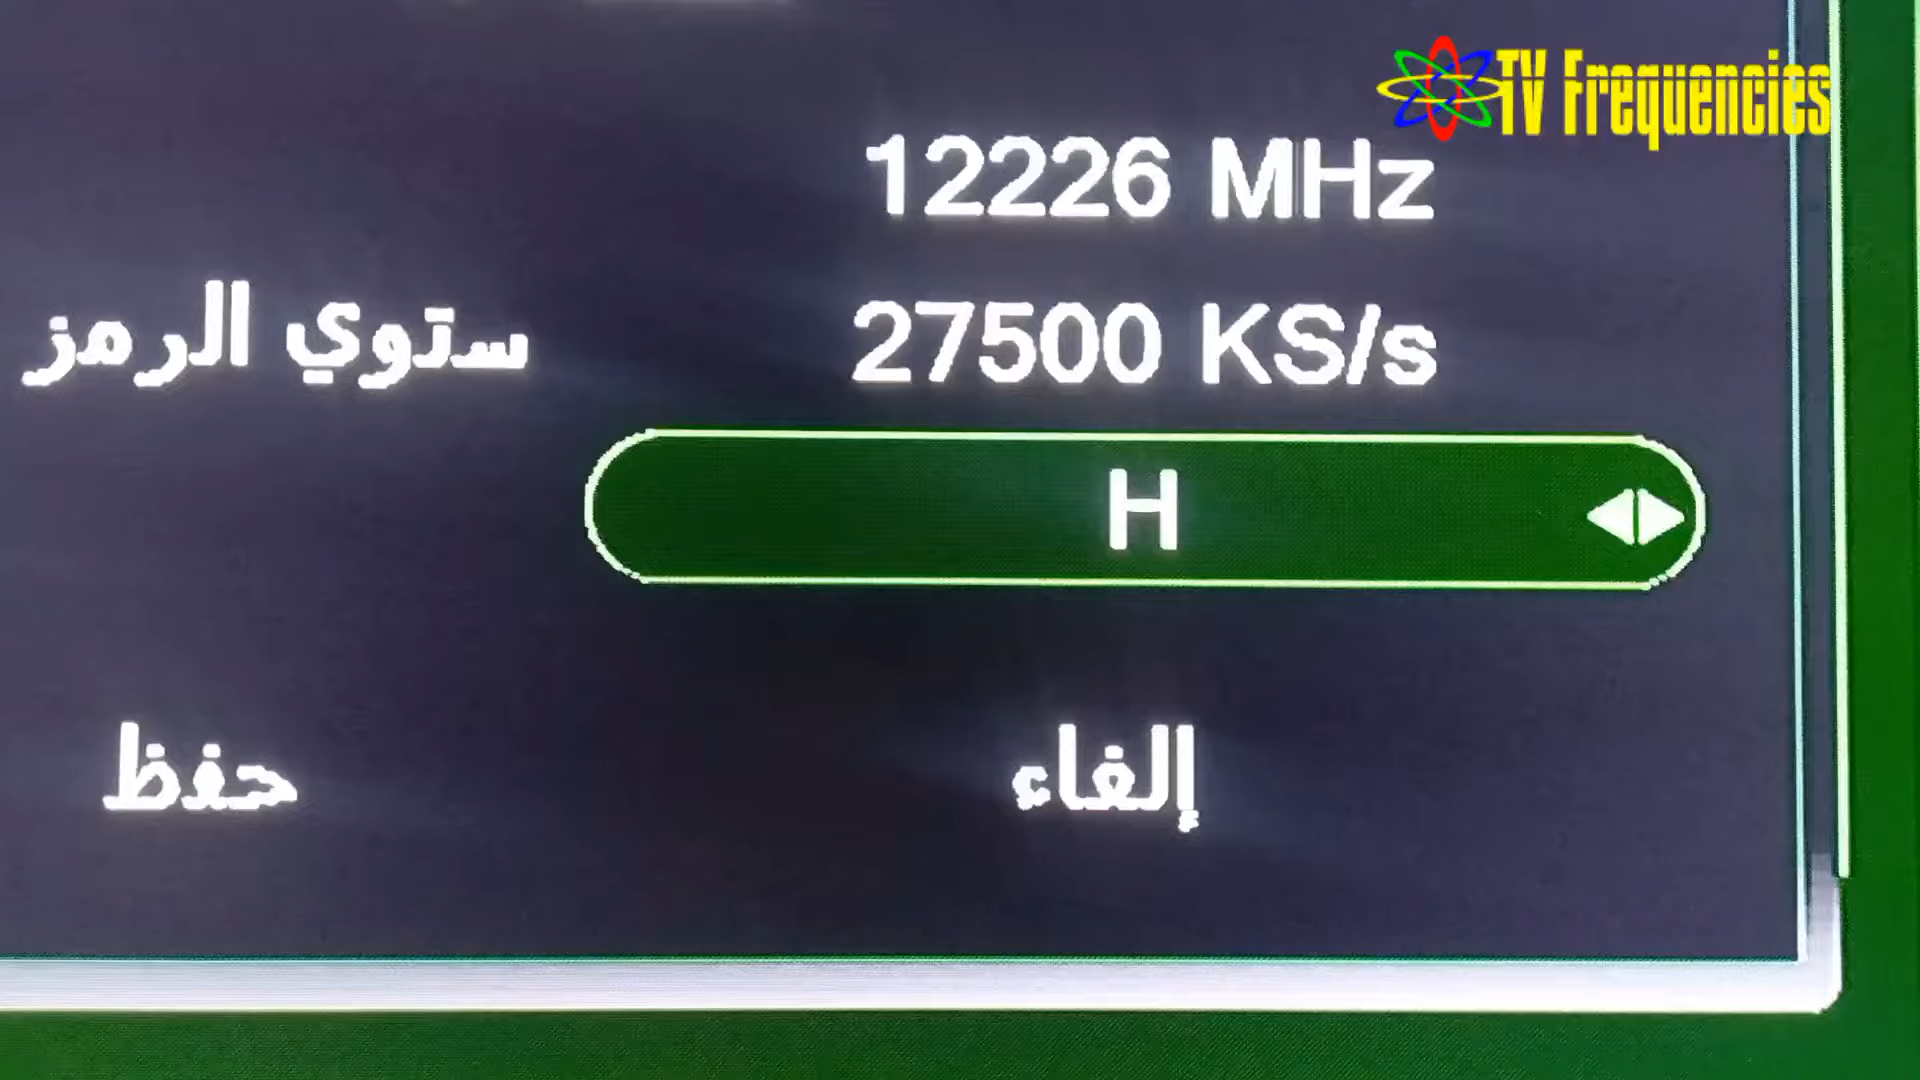 TV Frequencies
12226 MHz
ستوي الرمز 27500 KS/s
H
حفظ إلغاء